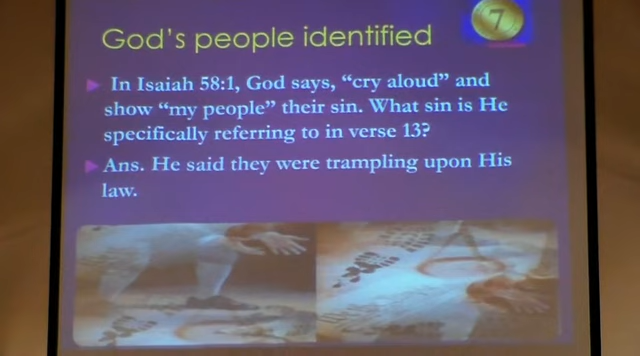 God's people identified
7
In Isaiah 58:1, God says, “cry aloud” and
show “my people” their sin. What sin is He
specifically referring to in verse 13?
Ans. He said they were trampling upon His
law.